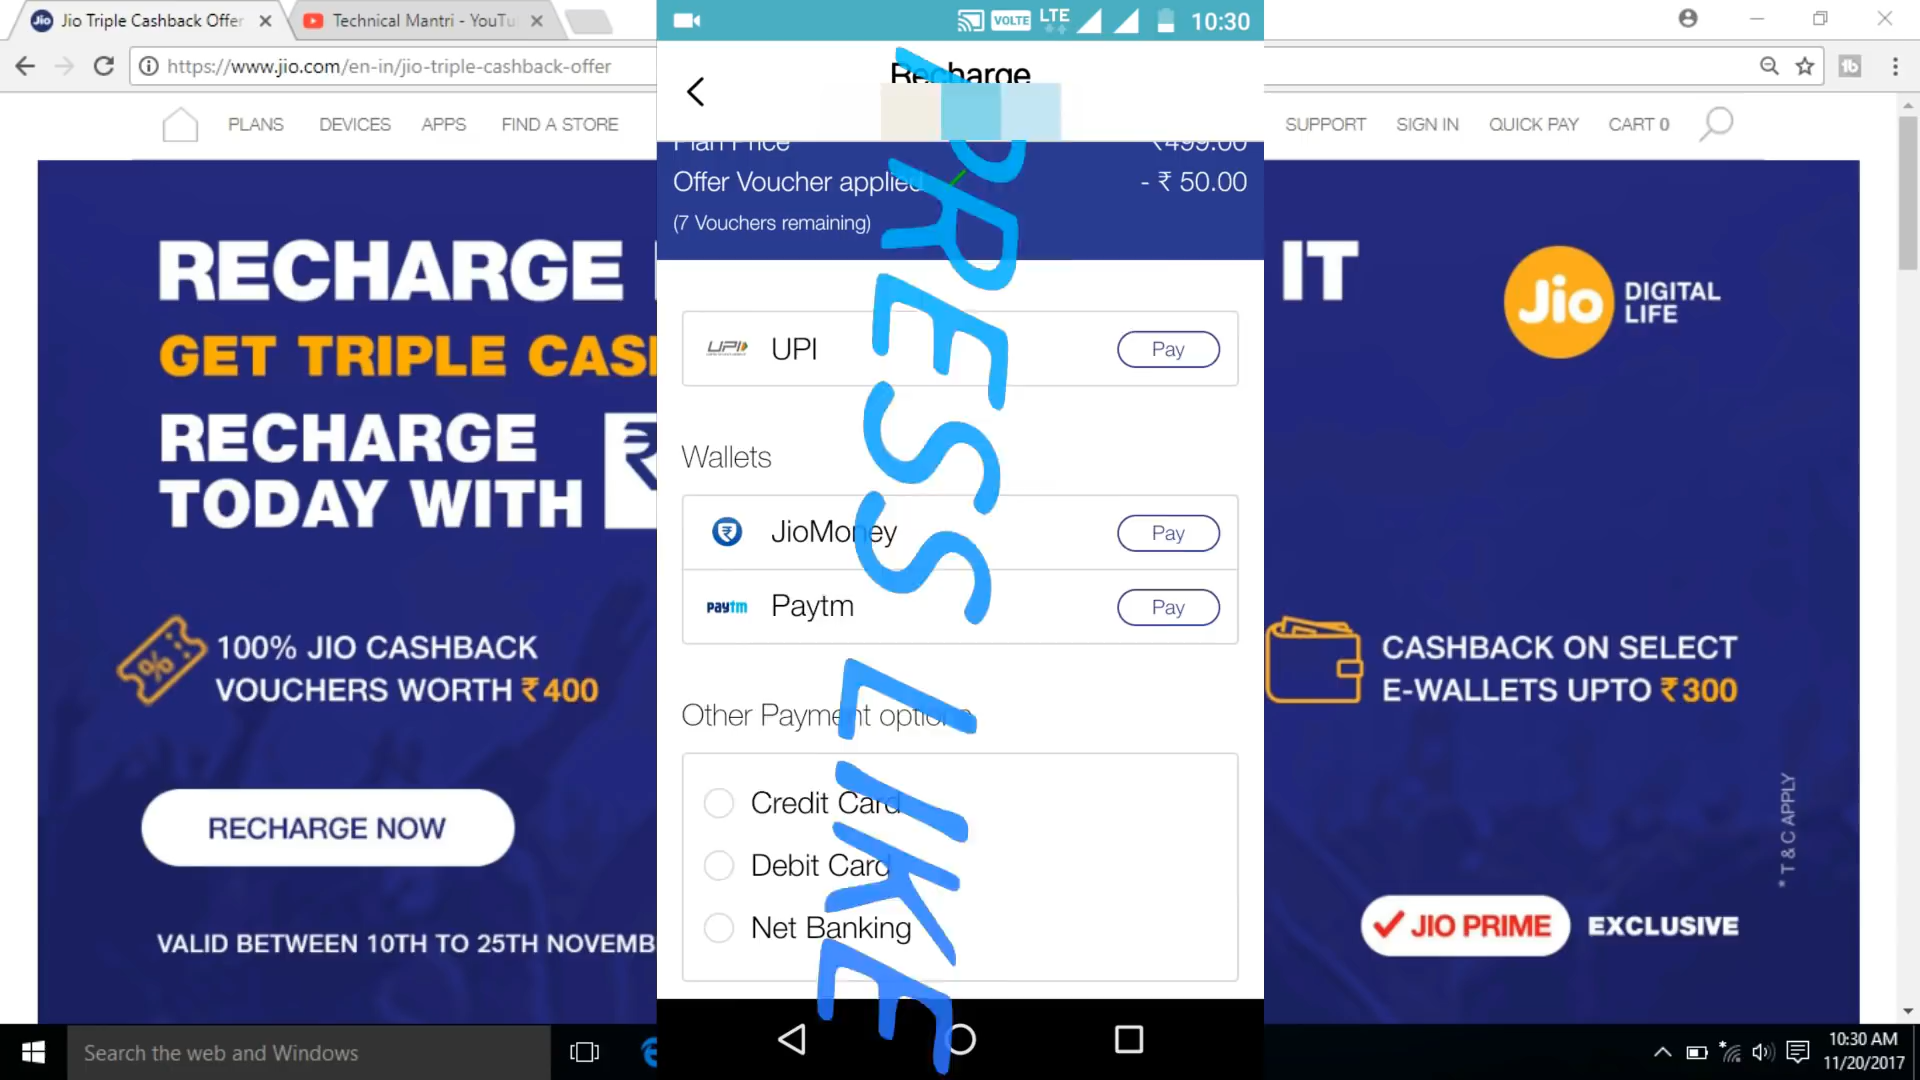 Jio Triple Cashback Offer
Technical Mantri - YouTu
https://www.jio.com/en-in/jio-triple-cashback-offer
PLANS DEVICES APPS FIND A STORE
SUPPORT SIGN IN QUICK PAY CART 0
RECHARGE
IT
GET TRIPLE CAS
RECHARGE
TODAY WITH ₹
Jio DIGITAL
LIFE
100% JIO CASHBACK
VOUCHERS WORTH ₹400
CASHBACK ON SELECT
E-WALLETS UPTO ₹300
RECHARGE NOW
VALID BETWEEN 10TH TO 25TH NOVEMB
* T & C APPLY
JIO PRIME EXCLUSIVE
VOLTE LTE 10:30
Recharge
Plan Price ₹499.00
Offer Voucher applied - ₹ 50.00
(7 Vouchers remaining)
UPI UPI Pay
Wallets
JioMoney Pay
paytm Paytm Pay
Other Payment options
Credit Card
Debit Card
Net Banking
PRESS LIKE
Search the web and Windows
10:30 AM
11/20/2017